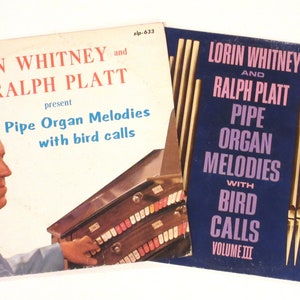 elp-633
N WHITNEY and
RALPH PLATT
present
Pipe Organ Melodies
with bird calls
LORIN WHITNEY
AND
RALPH PLATT
PIPE
ORGAN
MELODIES
WITH
BIRD
CALLS
VOLUME III